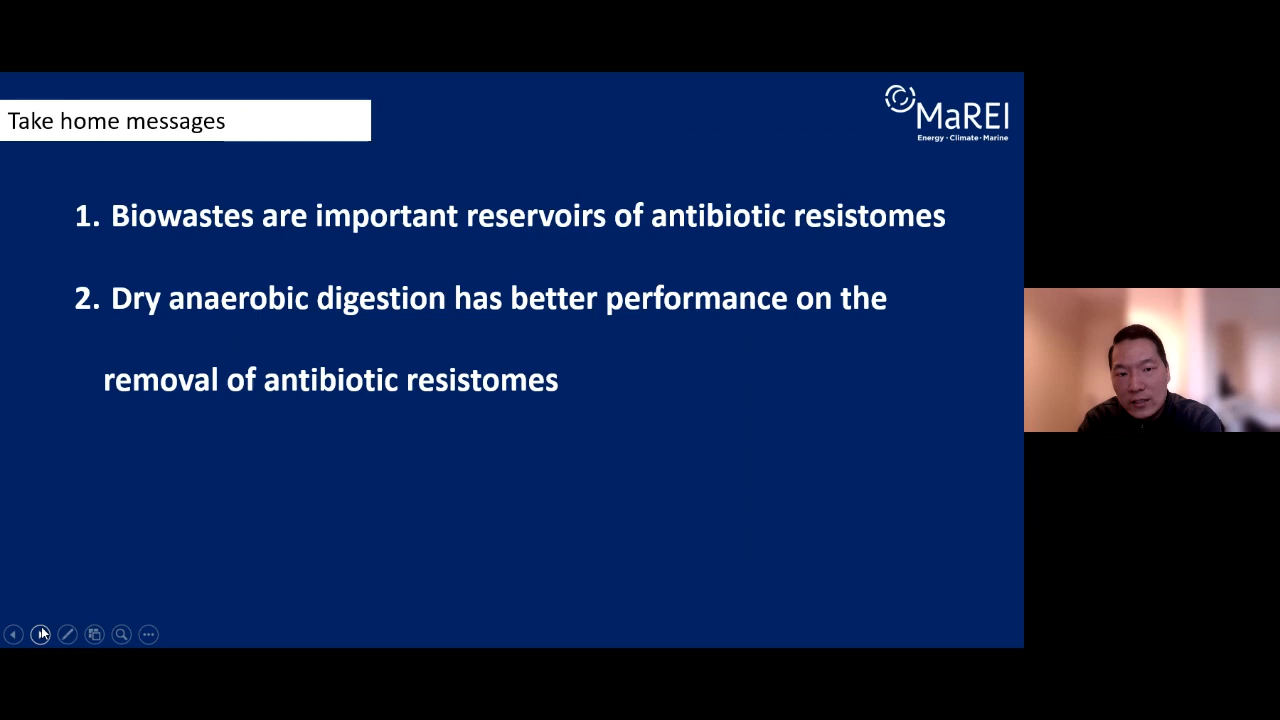 Take home messages
MaREI
Energy · Climate · Marine
1. Biowastes are important reservoirs of antibiotic resistomes
2. Dry anaerobic digestion has better performance on the
removal of antibiotic resistomes